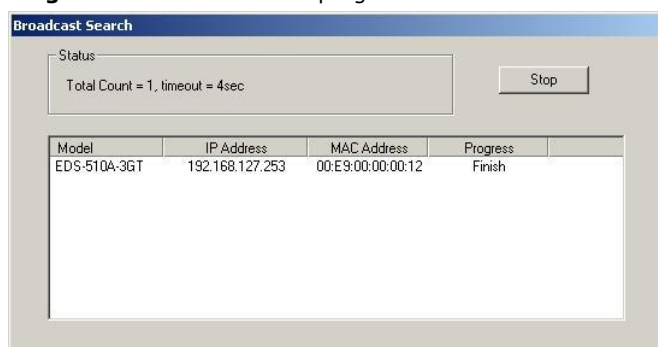 Broadcast Search
Status
Total Count = 1, timeout = 4sec
Stop
Model IP Address MAC Address Progress
EDS-510A-3GT 192.168.127.253 00:E9:00:00:00:12 Finish